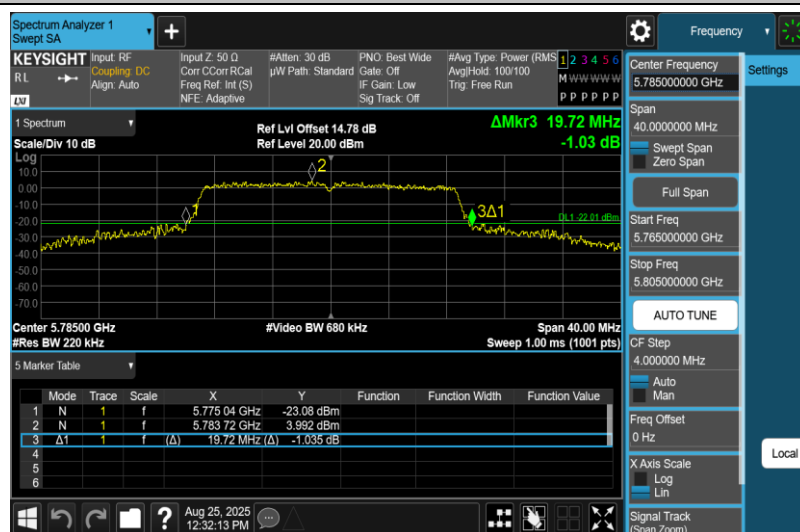 Spectrum Analyzer 1
Swept SA
+
Frequency
KEYSIGHT
RL
LXI
Input: RF
Coupling: DC
Align: Auto
Input Z: 50 Ω
Corr CCorr RCal
Freq Ref: Int (S)
NFE: Adaptive
#Atten: 30 dB
µW Path: Standard
PNO: Best Wide
Gate: Off
IF Gain: Low
Sig Track: Off
#Avg Type: Power (RMS
Avg|Hold: 100/100
Trig: Free Run
1 2 3 4 5 6
M W W W W W
P P P P P P
Center Frequency
5.785000000 GHz
Settings
1 Spectrum
Scale/Div 10 dB
Ref Lvl Offset 14.78 dB
Ref Level 20.00 dBm
ΔMkr3 19.72 MHz
-1.03 dB
Log
10.0
0.00
-10.0
-20.0
-30.0
-40.0
-50.0
-60.0
-70.0
1
2
3Δ1
DL1 -22.01 dBm
Center 5.78500 GHz
#Res BW 220 kHz
#Video BW 680 kHz
Span 40.00 MHz
Sweep 1.00 ms (1001 pts)
Span
40.0000000 MHz
Swept Span
Zero Span
Full Span
Start Freq
5.765000000 GHz
Stop Freq
5.805000000 GHz
AUTO TUNE
CF Step
4.000000 MHz
Auto
Man
Freq Offset
0 Hz
X Axis Scale
Log
Lin
Signal Track
(Span Zoom)
Local
5 Marker Table
Mode Trace Scale X Y Function Function Width Function Value
1 N 1 f 5.775 04 GHz -23.08 dBm
2 N 1 f 5.783 72 GHz 3.992 dBm
3 Δ1 1 f (Δ) 19.72 MHz (Δ) -1.035 dB
4
5
6
?
Aug 25, 2025
12:32:13 PM